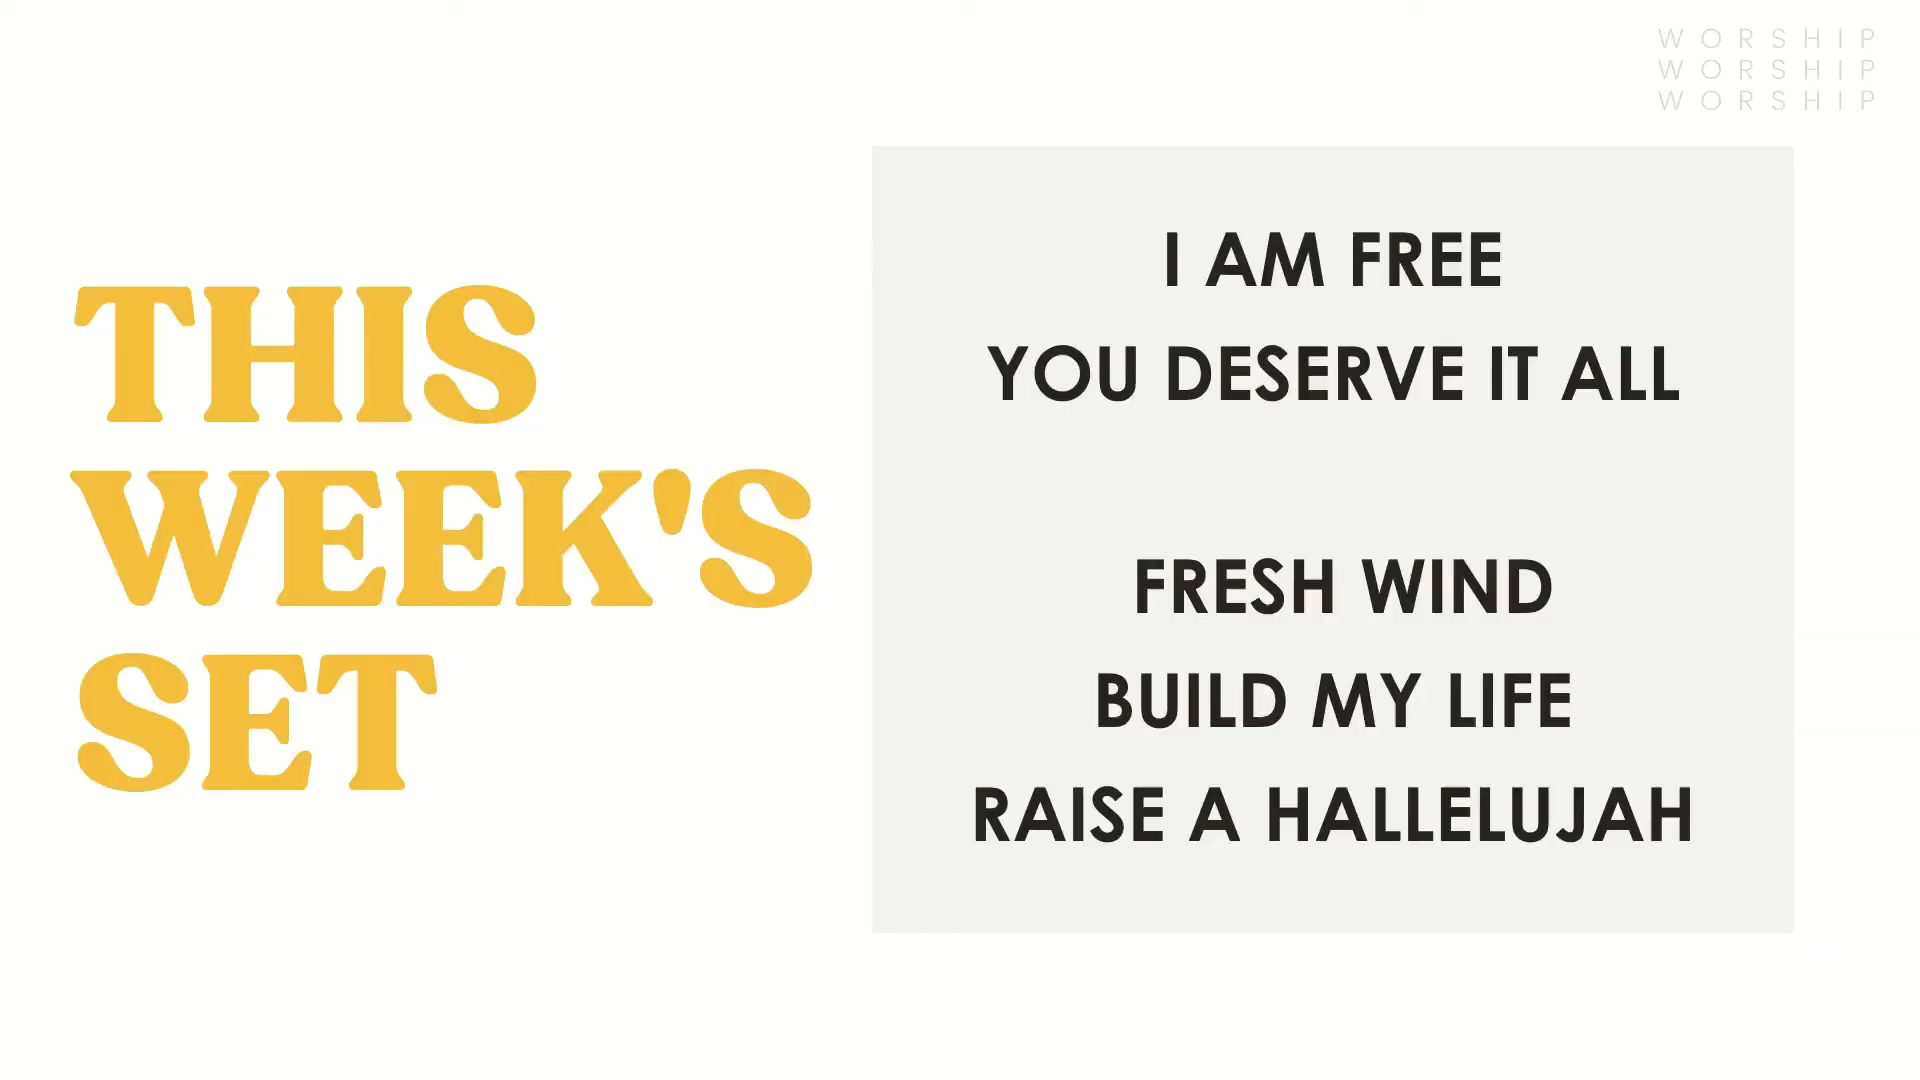 WORSHIP
WORSHIP
WORSHIP
THIS
WEEK'S
SET
I AM FREE
YOU DESERVE IT ALL
FRESH WIND
BUILD MY LIFE
RAISE A HALLELUJAH